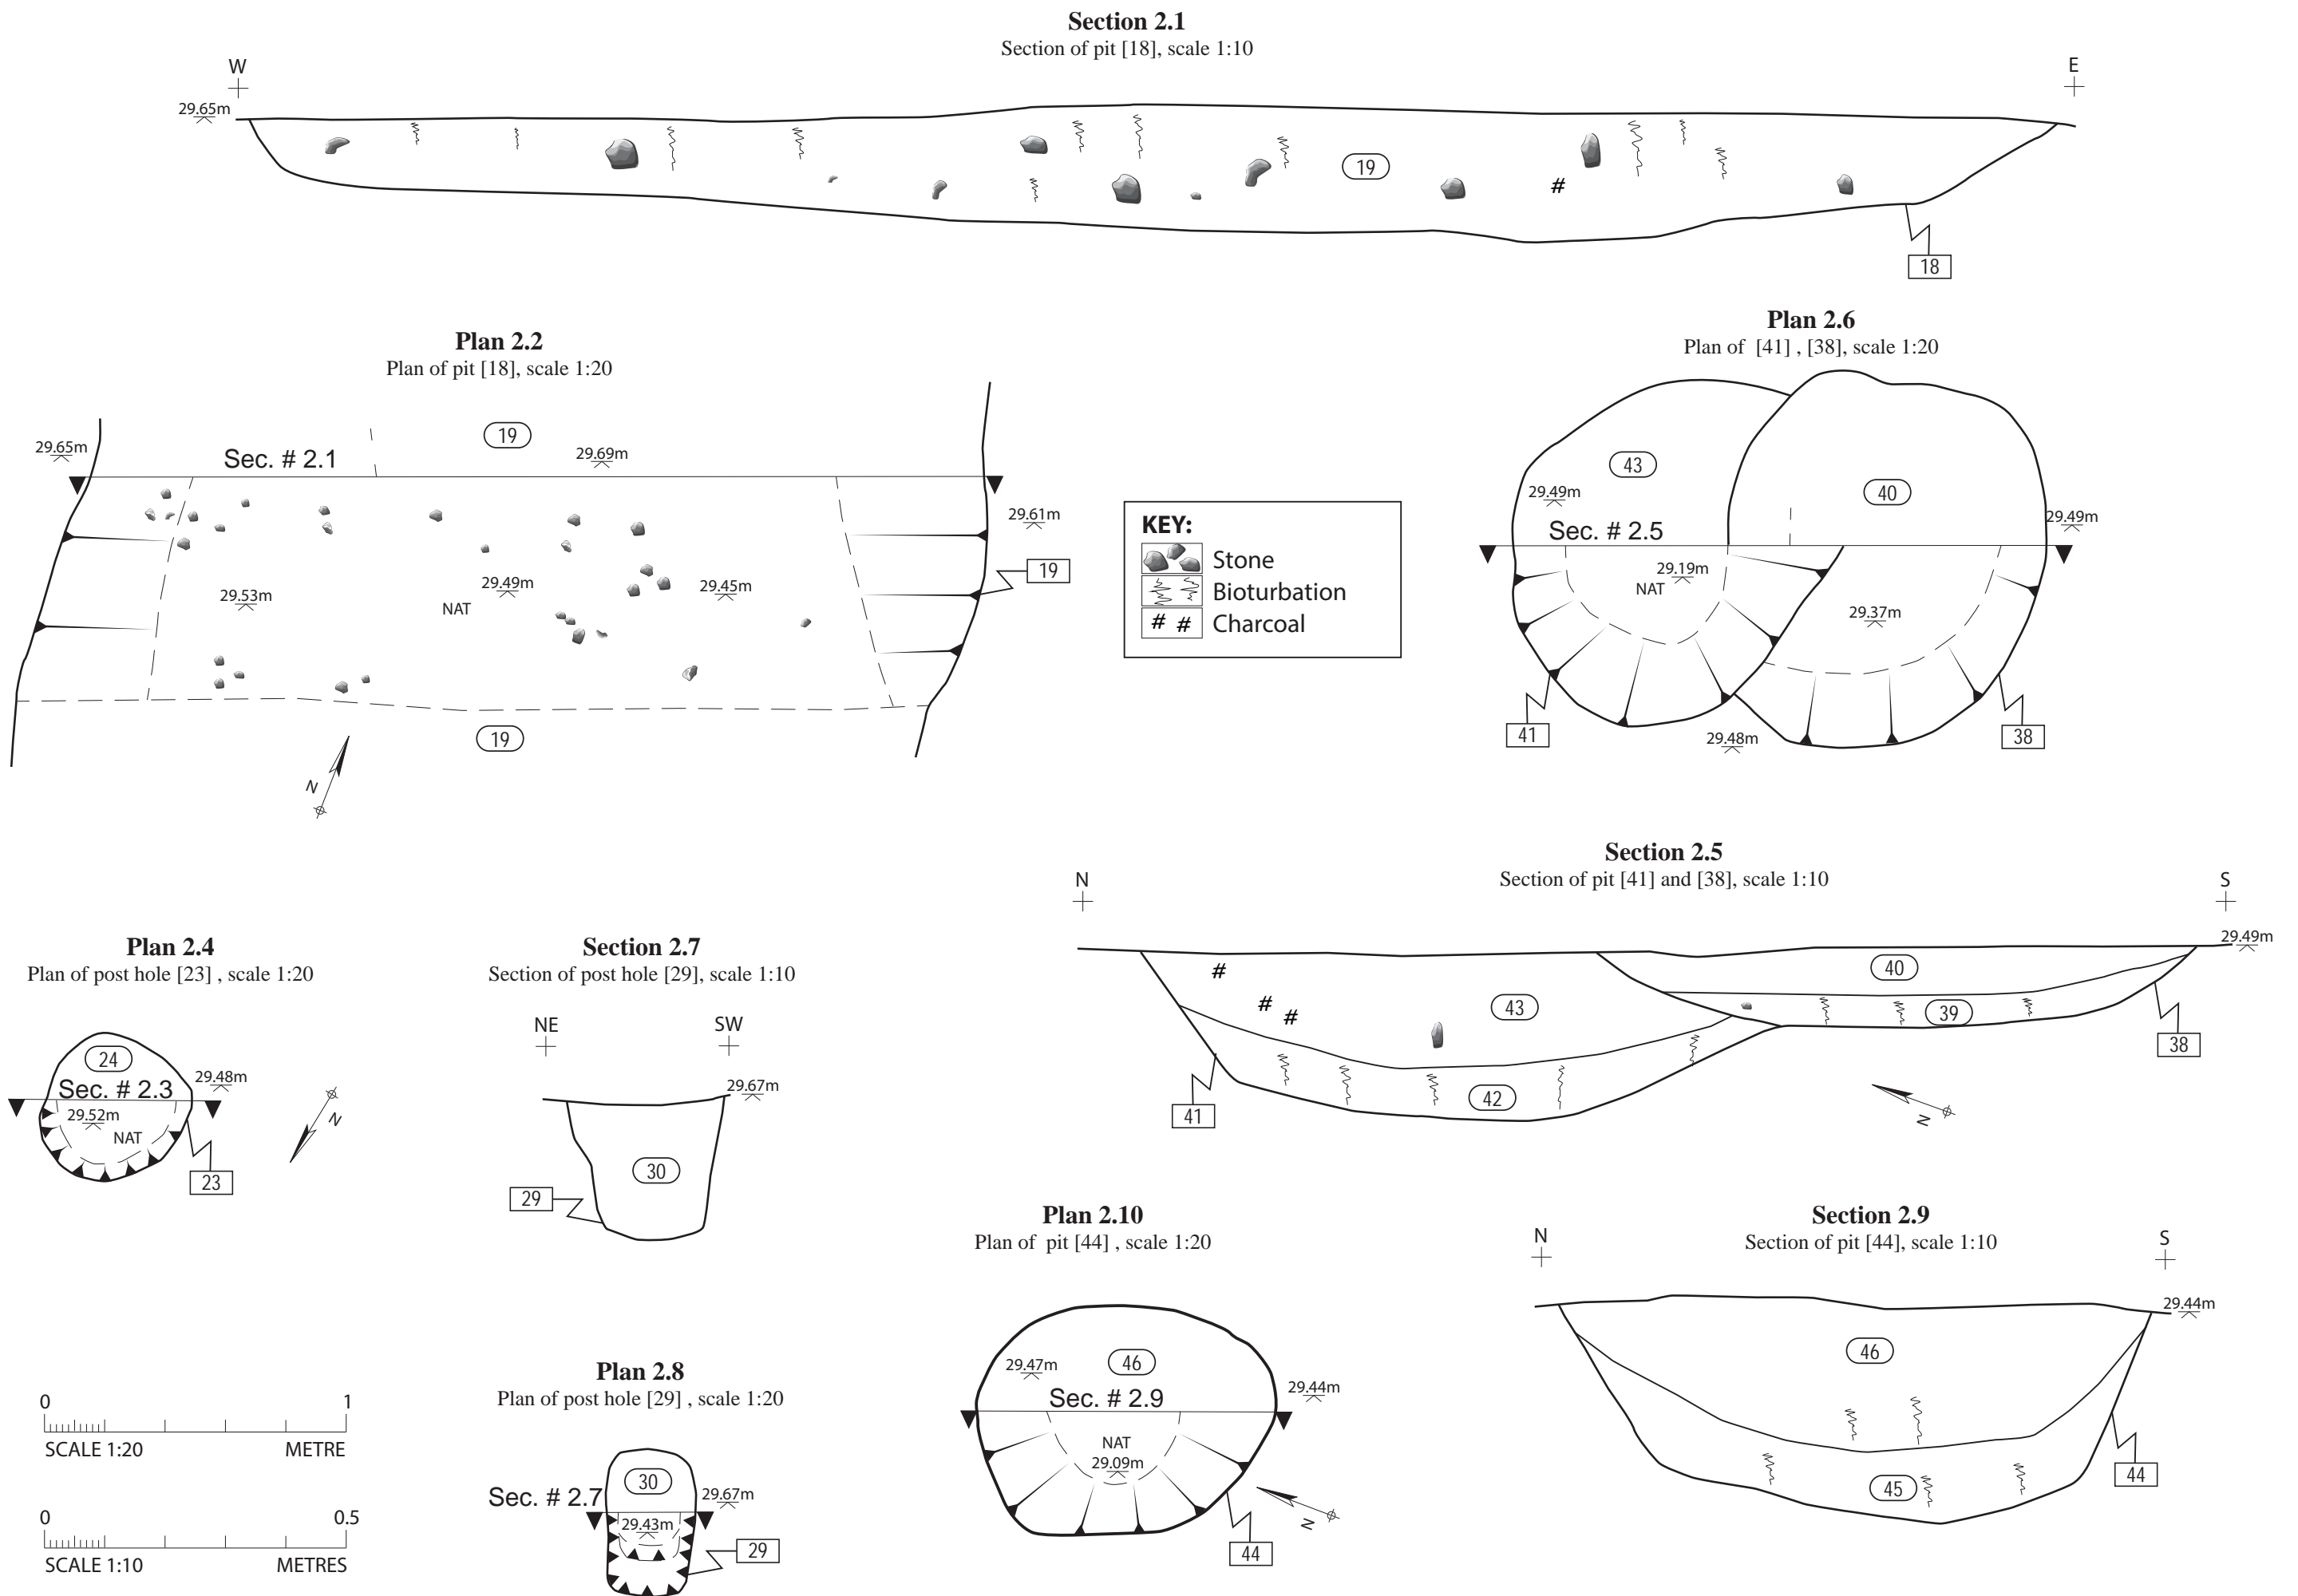 Section 2.1
Section of pit [18], scale 1:10
W
E
29.65m
19
#
18
Plan 2.2
Plan of pit [18], scale 1:20
29.65m
19
Sec. # 2.1
29.69m
29.61m
19
29.53m
NAT
29.49m
29.45m
19
N
KEY:
Stone
Bioturbation
# # Charcoal
Plan 2.6
Plan of [41] , [38], scale 1:20
43
40
29.49m
29.49m
Sec. # 2.5
29.19m
NAT
29.37m
41
29.48m
38
Section 2.5
Section of pit [41] and [38], scale 1:10
N
S
29.49m
#
#
#
43
40
39
38
42
41
N
Plan 2.4
Plan of post hole [23] , scale 1:20
24
Sec. # 2.3
29.48m
29.52m
NAT
23
N
Section 2.7
Section of post hole [29], scale 1:10
NE
SW
29.67m
30
29
Plan 2.10
Plan of pit [44] , scale 1:20
46
29.47m
Sec. # 2.9
29.44m
NAT
29.09m
44
N
Section 2.9
Section of pit [44], scale 1:10
N
S
29.44m
46
45
44
Plan 2.8
Plan of post hole [29] , scale 1:20
30
Sec. # 2.7
29.67m
29.43m
29
0 1
SCALE 1:20 METRE
0 0.5
SCALE 1:10 METRES